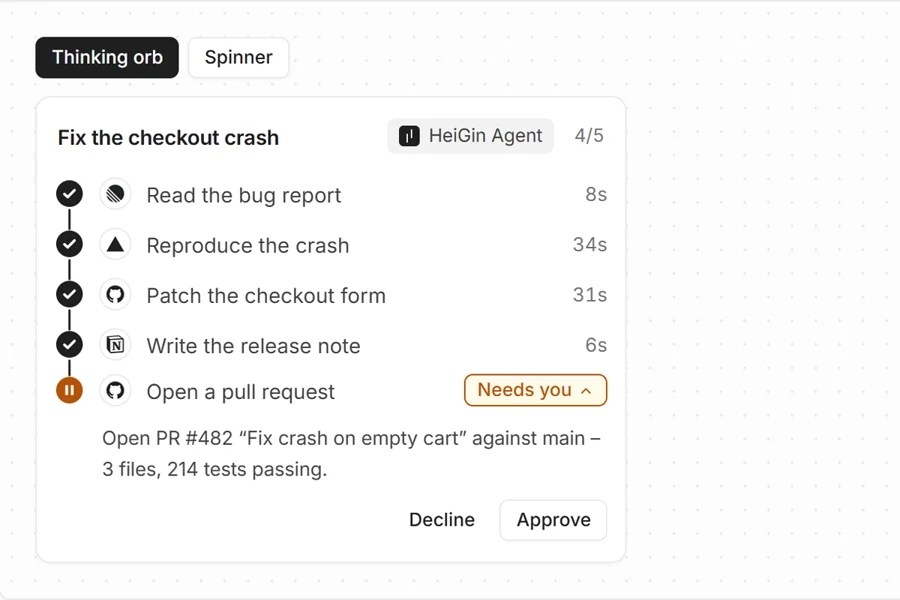 Thinking orb
Spinner
Fix the checkout crash
HeiGin Agent
4/5
Read the bug report
8s
Reproduce the crash
34s
Patch the checkout form
31s
Write the release note
6s
Open a pull request
Needs you
Open PR #482 “Fix crash on empty cart” against main –
3 files, 214 tests passing.
Decline
Approve